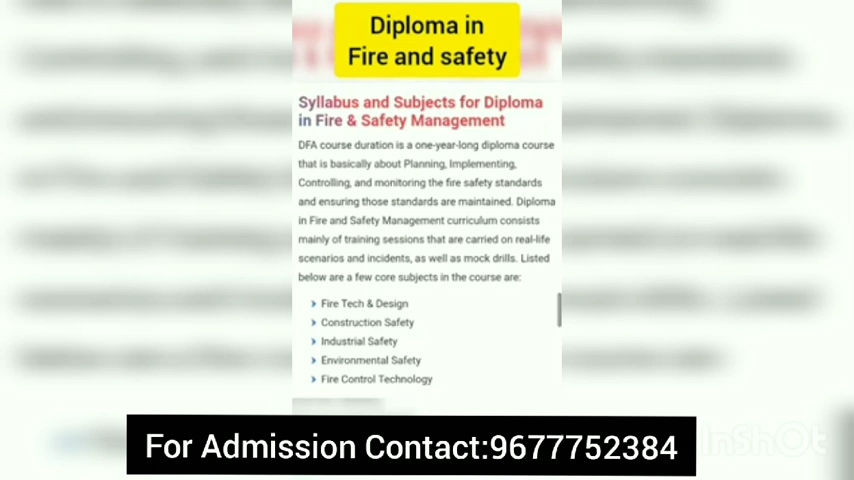 Diploma in
Fire and safety
Syllabus and Subjects for Diploma
in Fire & Safety Management
DFA course duration is a one-year-long diploma course
that is basically about Planning, Implementing,
Controlling, and monitoring the fire safety standards
and ensuring those standards are maintained. Diploma
in Fire and Safety Management curriculum consists
mainly of training sessions that are carried on real-life
scenarios and incidents, as well as mock drills. Listed
below are a few core subjects in the course are:
Fire Tech & Design
Construction Safety
Industrial Safety
Environmental Safety
Fire Control Technology
For Admission Contact:9677752384
InShOt